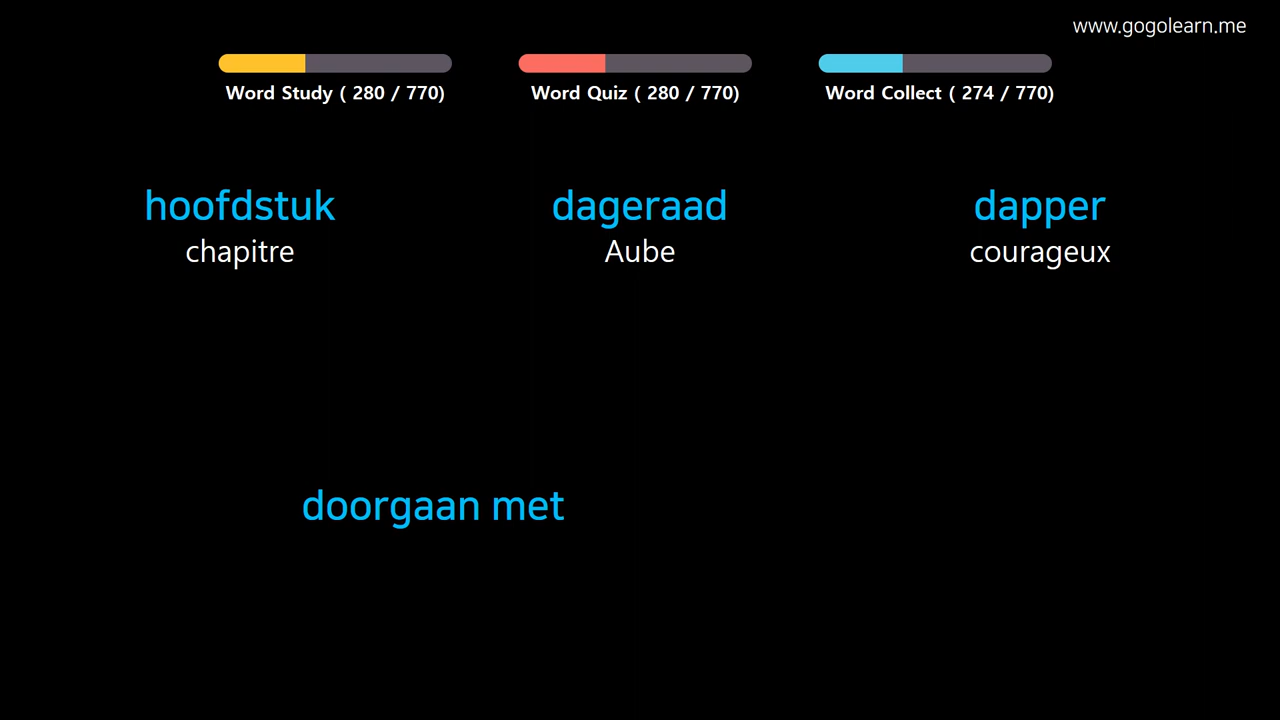 www.gogolearn.me
Word Study ( 280 / 770)
Word Quiz ( 280 / 770)
Word Collect ( 274 / 770)
hoofdstuk
chapitre
dageraad
Aube
dapper
courageux
doorgaan met